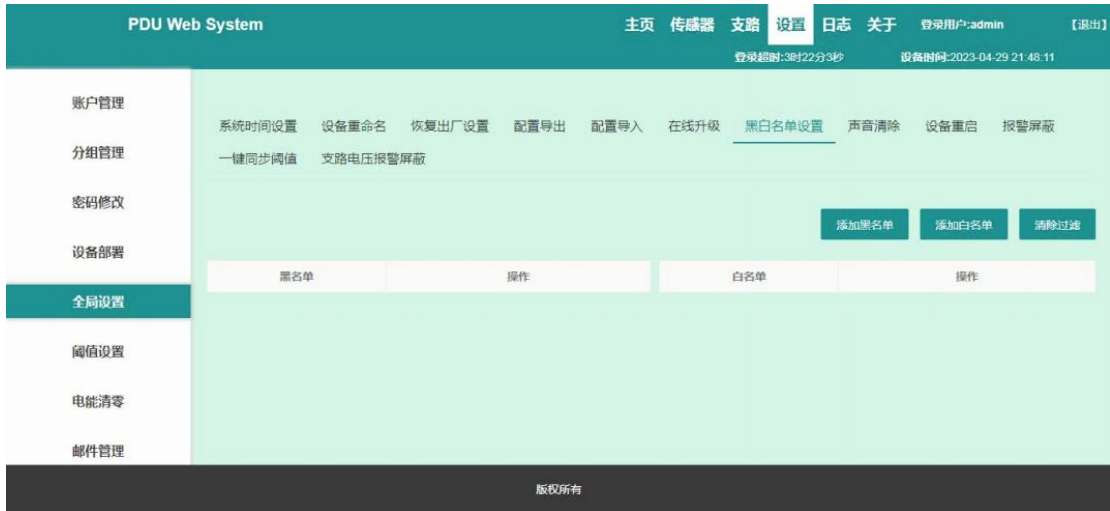 PDU Web System 主页 传感器 支路 设置 日志 关于 登录用户:admin 【退出】
登录超时:3时22分3秒 设备时间:2023-04-29 21:48:11
账户管理
分组管理
密码修改
设备部署
全局设置
阈值设置
电能清零
邮件管理
系统时间设置 设备重命名 恢复出厂设置 配置导出 配置导入 在线升级 黑白名单设置 声音清除 设备重启 报警屏蔽
一键同步阈值 支路电压报警屏蔽
添加黑名单 添加白名单 清除过滤
黑名单 操作 白名单 操作
版权所有